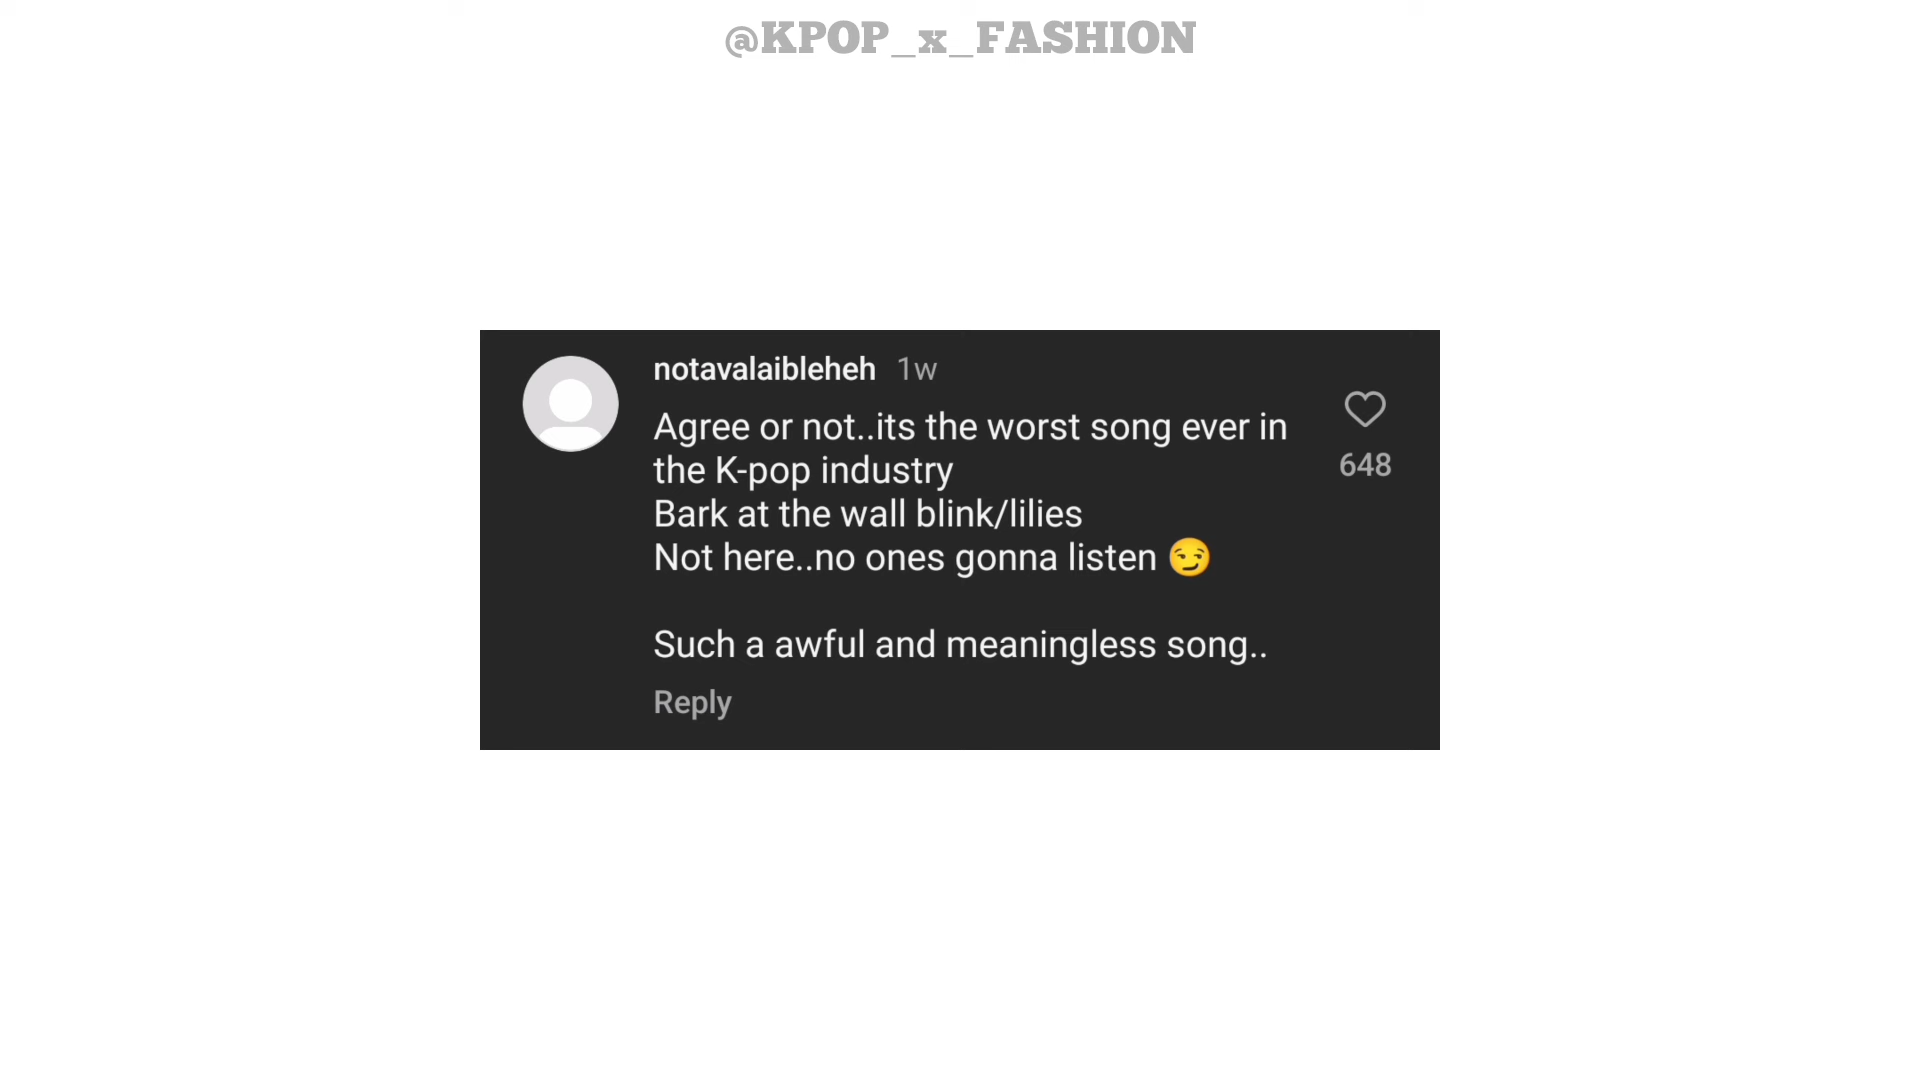 @KPOP_x_FASHION
notavalaibleheh 1w
Agree or not..its the worst song ever in
the K-pop industry
Bark at the wall blink/lilies
Not here..no ones gonna listen 😏
648
Such a awful and meaningless song..
Reply